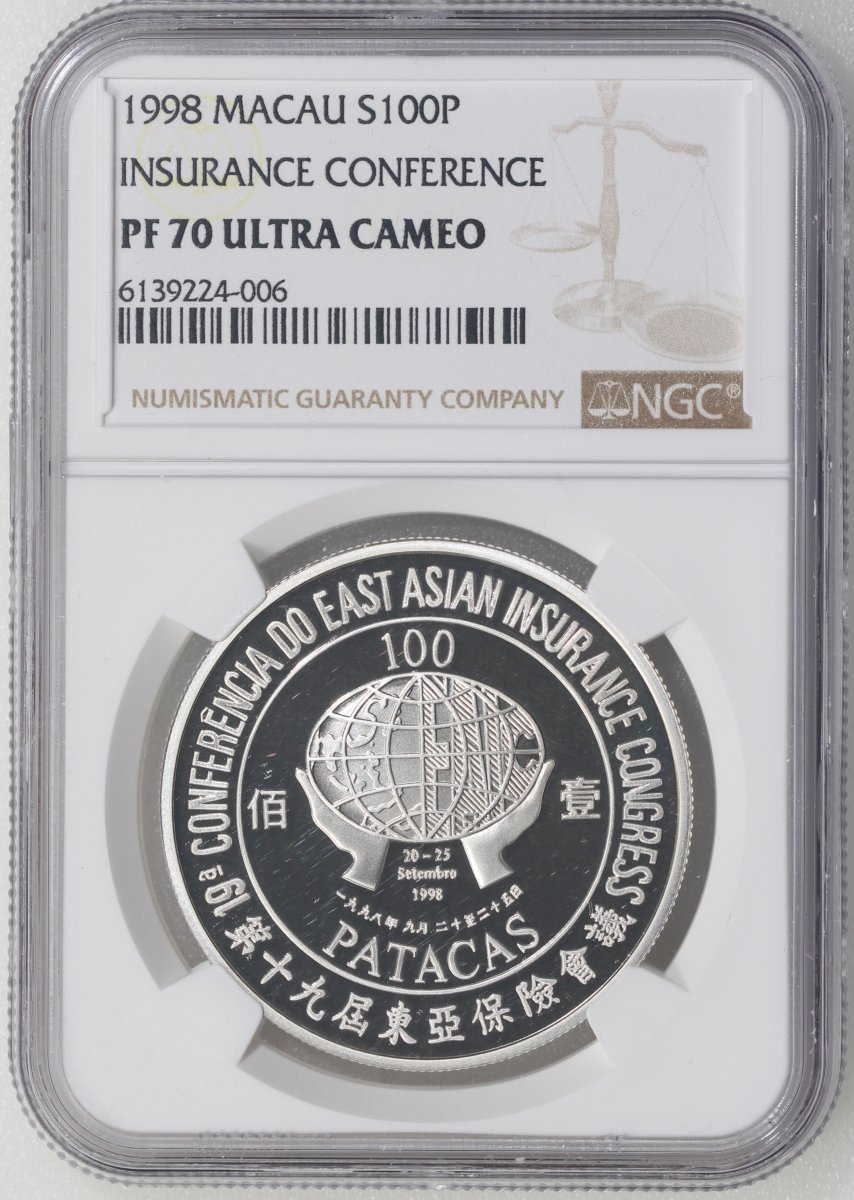 1998 MACAU S100P
INSURANCE CONFERENCE
PF 70 ULTRA CAMEO
6139224-006
NUMISMATIC GUARANTY COMPANY
NGC®
19ª CONFERÊNCIA DO EAST ASIAN INSURANCE CONGRESS
100
佰 壹
20-25
Setembro
1998
一九九八年 九月 二十至二十五日
PATACAS
第十九屆東亞保險會議